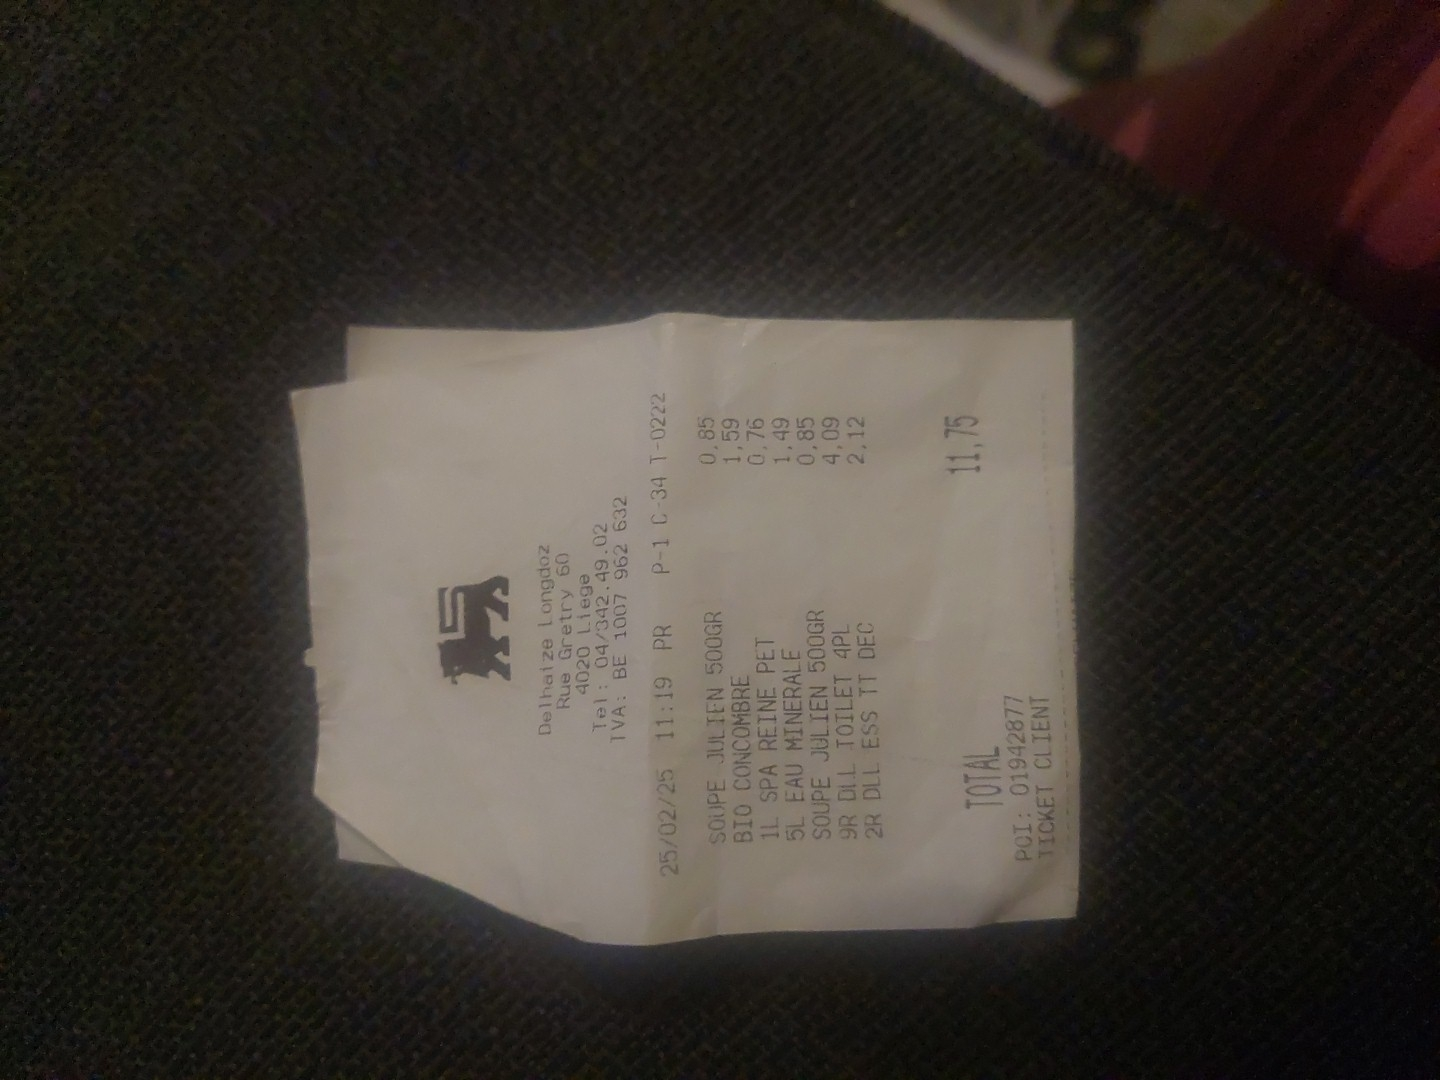 Delhaize Longdoz
Rue Gretry 60
4020 Liege
Tel: 04/342.49.02
TVA: BE 1007 962 632
25/02/25 11:19 PR P-1 C-34 T-0222
SOUPE JULIEN 500GR 0,85
BIO CONCOMBRE 1,59
1L SPA REINE PET 0,76
5L EAU MINERALE 1,49
SOUPE JULIEN 500GR 0,85
9R DLL TOILET 4PL 4,09
2R DLL ESS TT DEC 2,12
TOTAL 11,75
POI: 01942877
TICKET CLIENT